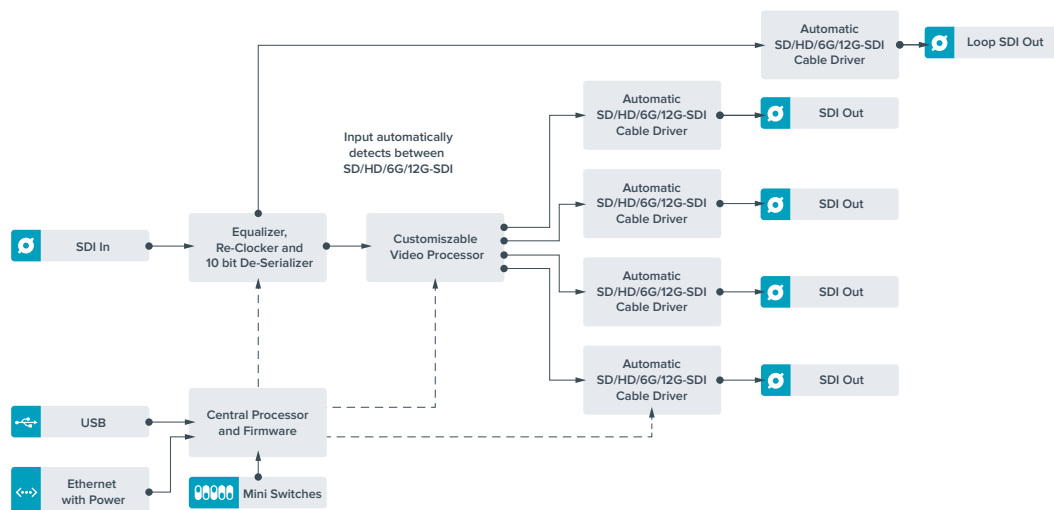 Automatic
SD/HD/6G/12G-SDI
Cable Driver
Loop SDI Out
Automatic
SD/HD/6G/12G-SDI
Cable Driver
SDI Out
Input automatically
detects between
SD/HD/6G/12G-SDI
Automatic
SD/HD/6G/12G-SDI
Cable Driver
SDI Out
SDI In
Equalizer,
Re-Clocker and
10 bit De-Serializer
Customiszable
Video Processor
Automatic
SD/HD/6G/12G-SDI
Cable Driver
SDI Out
Automatic
SD/HD/6G/12G-SDI
Cable Driver
SDI Out
USB
Central Processor
and Firmware
Ethernet
with Power
Mini Switches